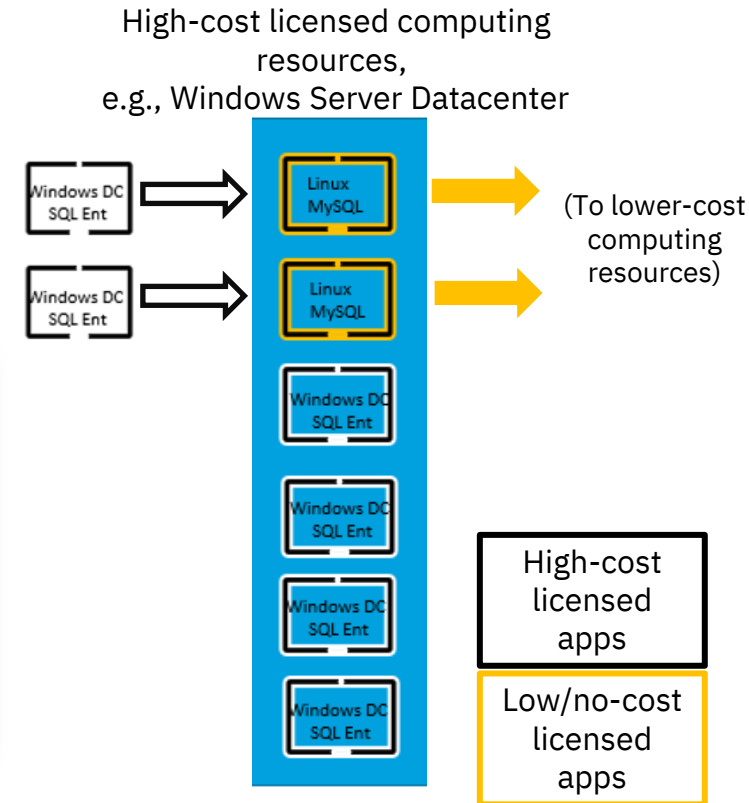 High-cost licensed computing
resources,
e.g., Windows Server Datacenter
Windows DC
SQL Ent
Linux
MySQL
(To lower-cost
computing
resources)
Windows DC
SQL Ent
Linux
MySQL
Windows DC
SQL Ent
Windows DC
SQL Ent
Windows DC
SQL Ent
Windows DC
SQL Ent
High-cost
licensed
apps
Low/no-cost
licensed
apps